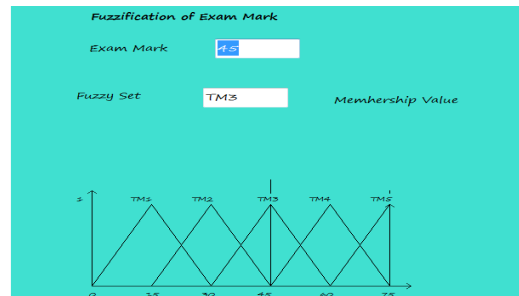 Fuzzification of Exam Mark
Exam Mark 45
Fuzzy Set TM3 Memhership Value
1 TM1 TM2 TM3 TM4 TM5
0 15 30 45 60 75